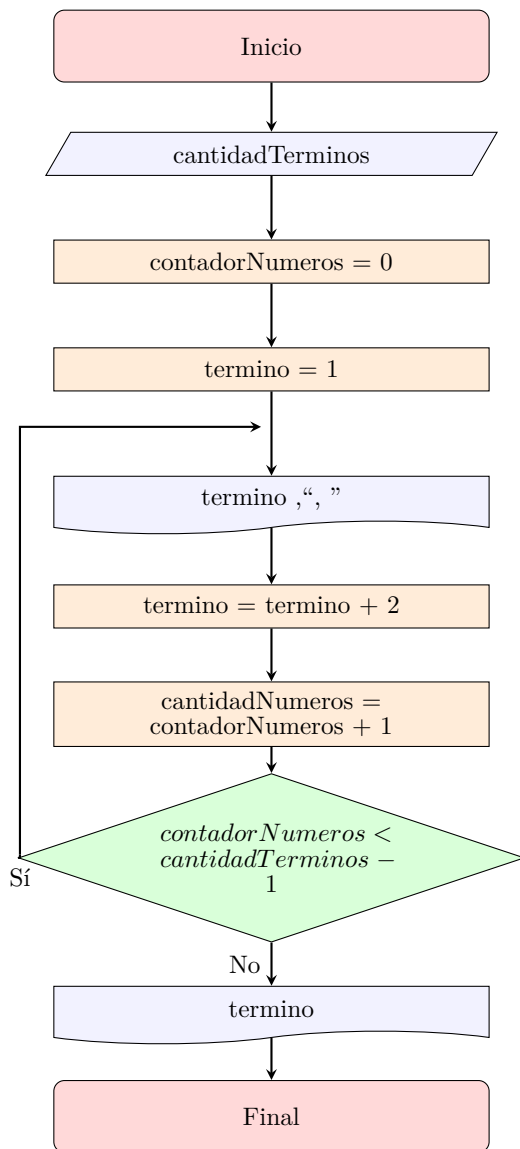 Inicio
cantidadTerminos
contadorNumeros = 0
termino = 1
termino ,“, ”
termino = termino + 2
cantidadNumeros =
contadorNumeros + 1
contadorNumeros <
cantidadTerminos −
1
Sí
No
termino
Final